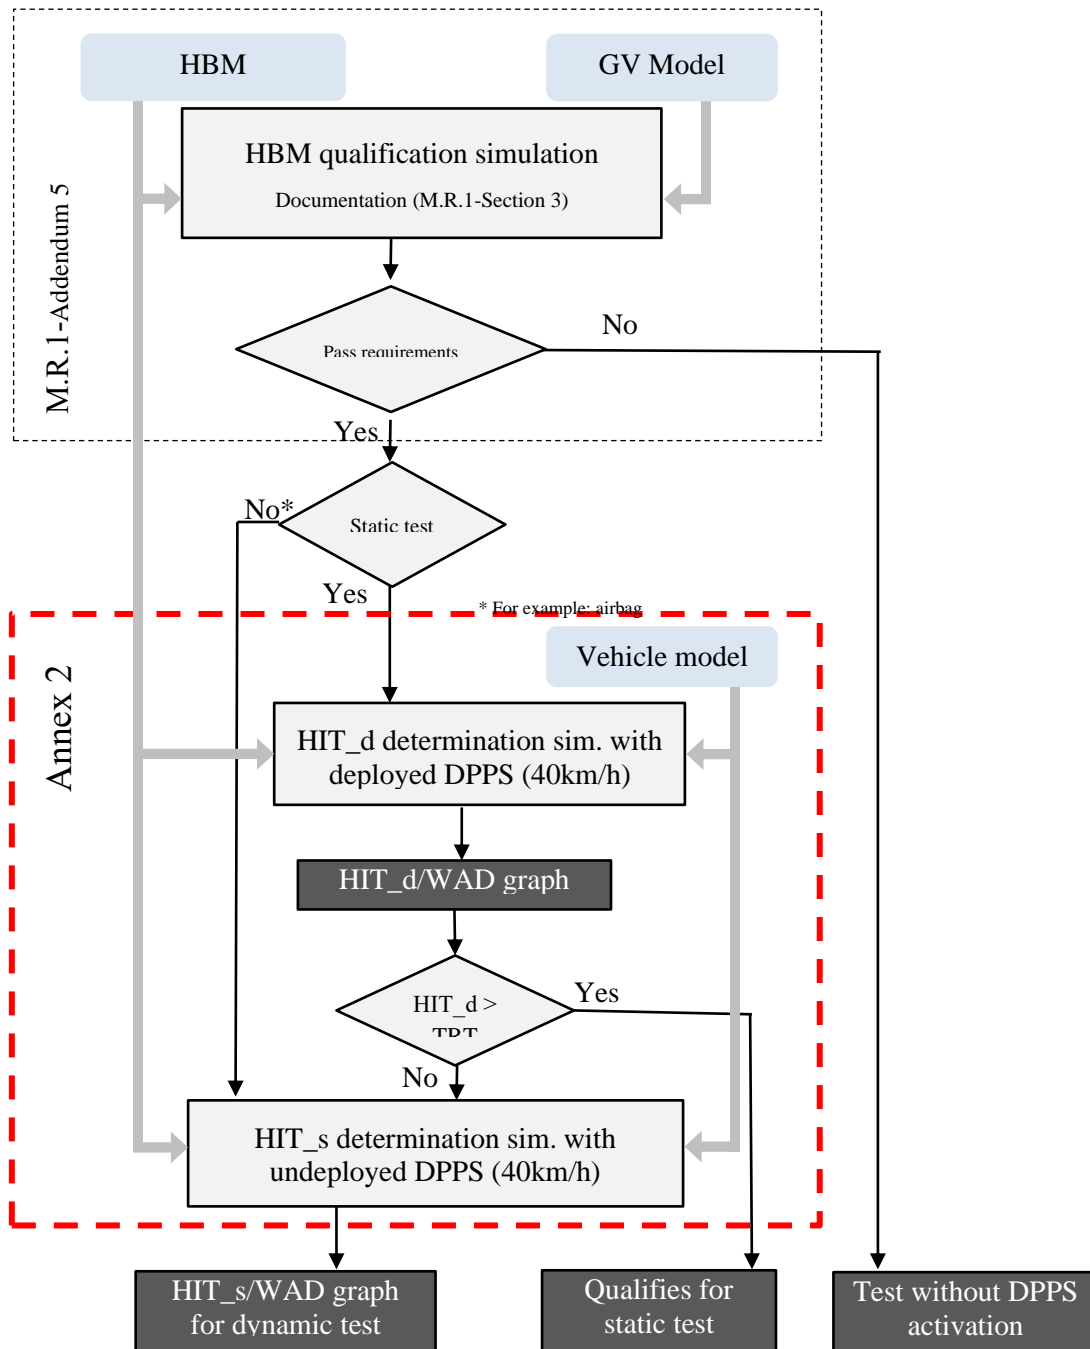 HBM
GV Model
HBM qualification simulation
Documentation (M.R.1-Section 3)
M.R.1-Addendum 5
No
Pass requirements
Yes
No*
Static test
Yes
* For example: airbag
Vehicle model
Annex 2
HIT_d determination sim. with
deployed DPPS (40km/h)
HIT_d/WAD graph
HIT_d >
TRT
Yes
No
HIT_s determination sim. with
undeployed DPPS (40km/h)
HIT_s/WAD graph
for dynamic test
Qualifies for
static test
Test without DPPS
activation